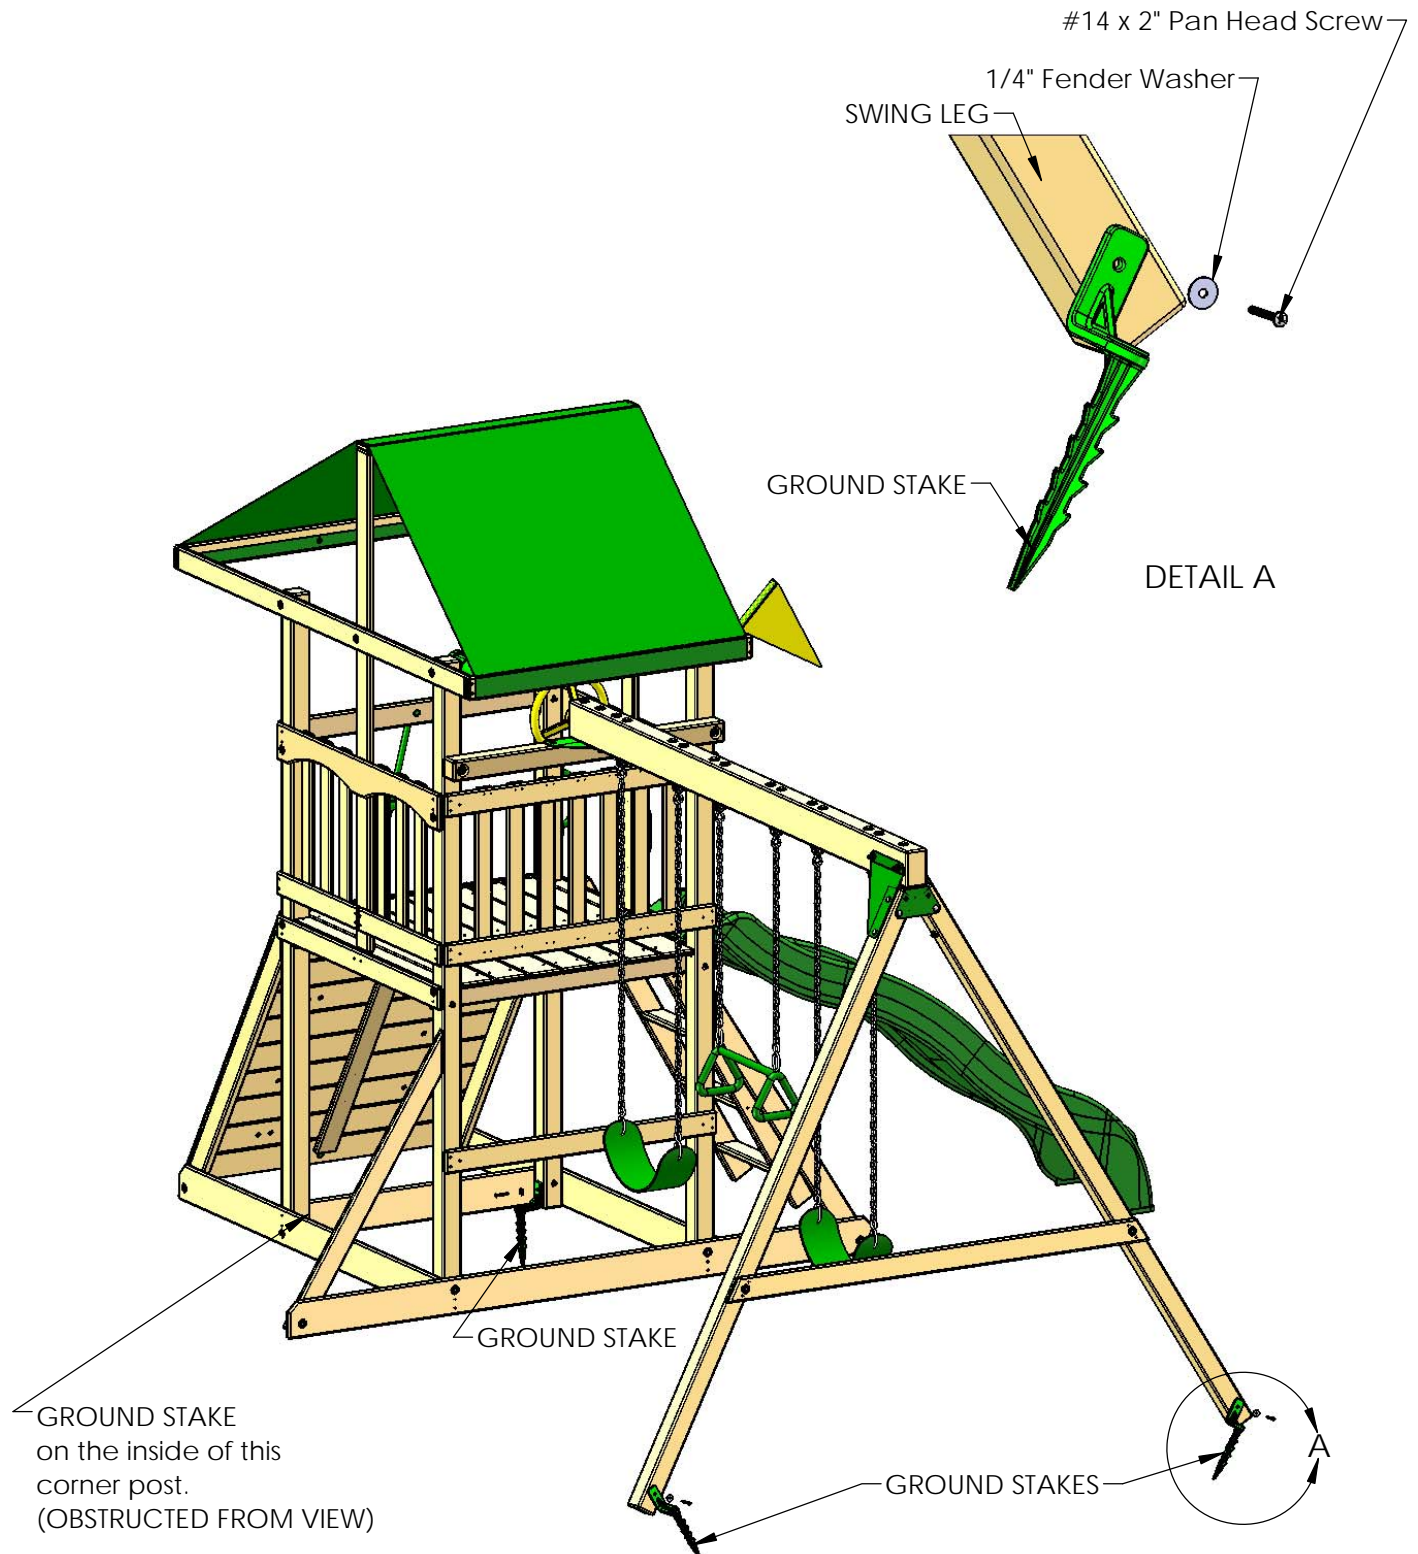 #14 x 2" Pan Head Screw
1/4" Fender Washer
SWING LEG
GROUND STAKE
DETAIL A
GROUND STAKE
GROUND STAKE
on the inside of this
corner post.
(OBSTRUCTED FROM VIEW)
A
GROUND STAKES